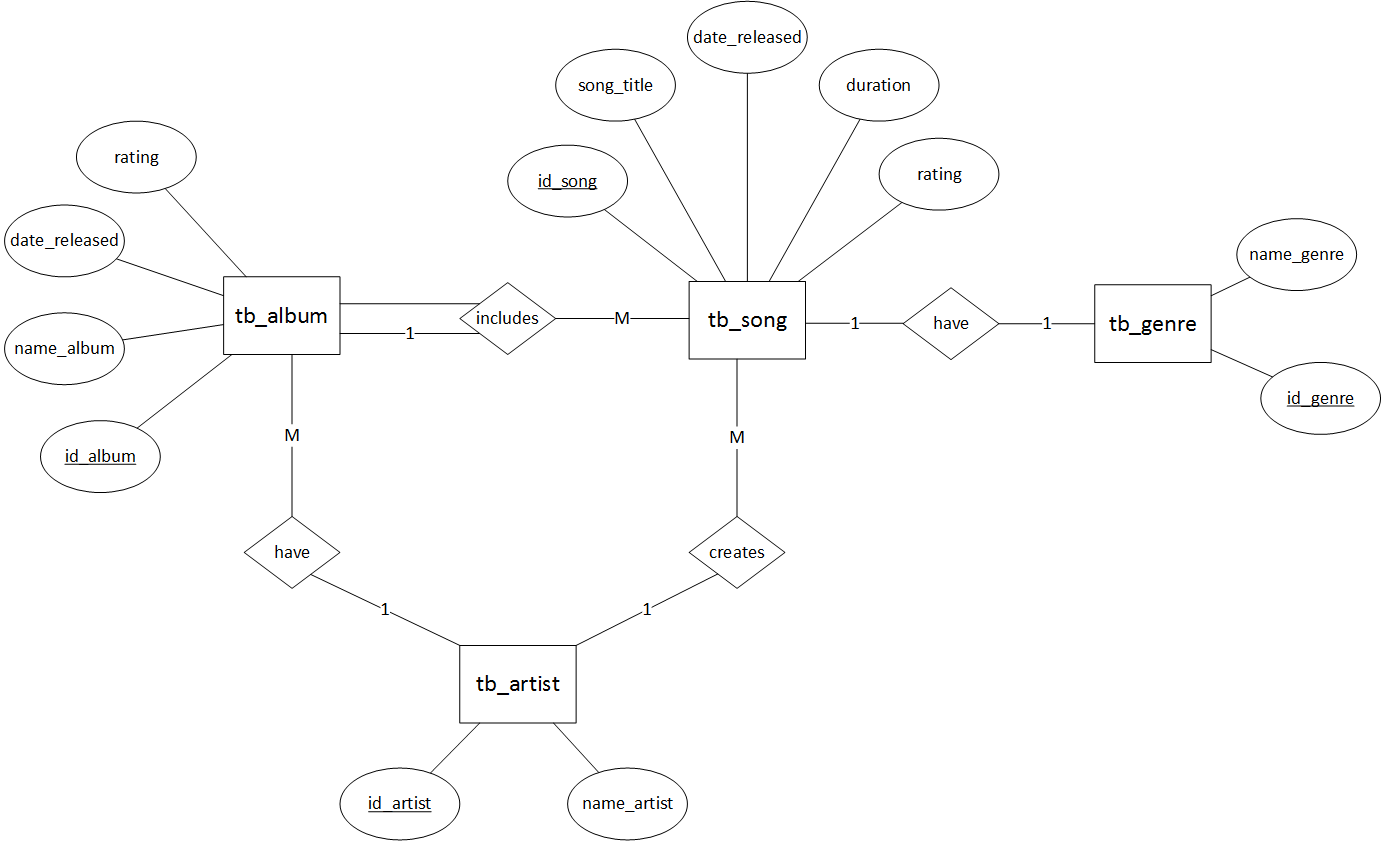 date_released
song_title
duration
rating
rating
id_song
date_released
name_genre
tb_album
includes
M
tb_song
1
have
1
tb_genre
1
name_album
id_genre
M
M
id_album
have
creates
1
1
tb_artist
id_artist
name_artist